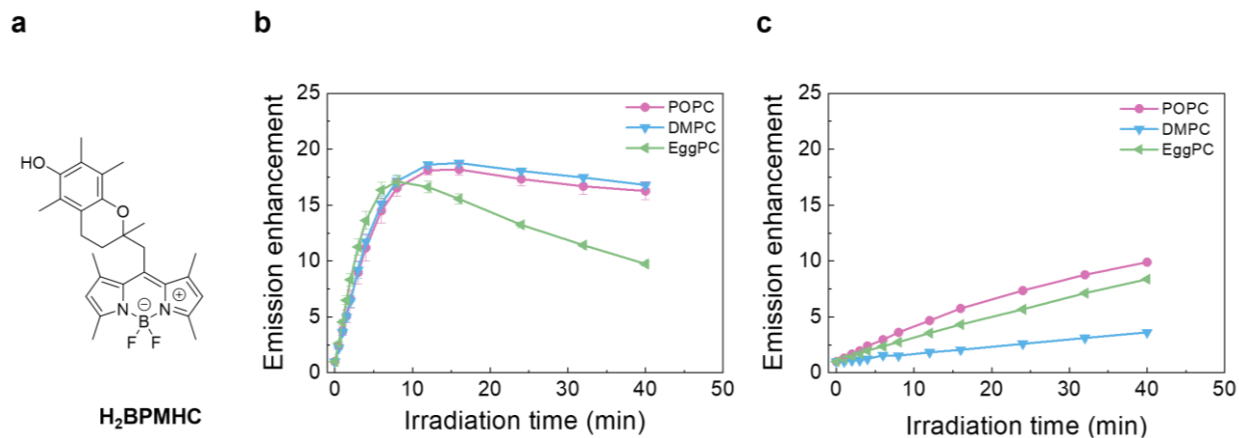 a
b
c
HO
O
N
N
⊖
⊕
B
F
F
H₂BPMHC
Emission enhancement
25
20
15
10
5
0
0
10
20
30
40
50
Irradiation time (min)
POPC
DMPC
EggPC
Emission enhancement
25
20
15
10
5
0
0
10
20
30
40
50
Irradiation time (min)
POPC
DMPC
EggPC